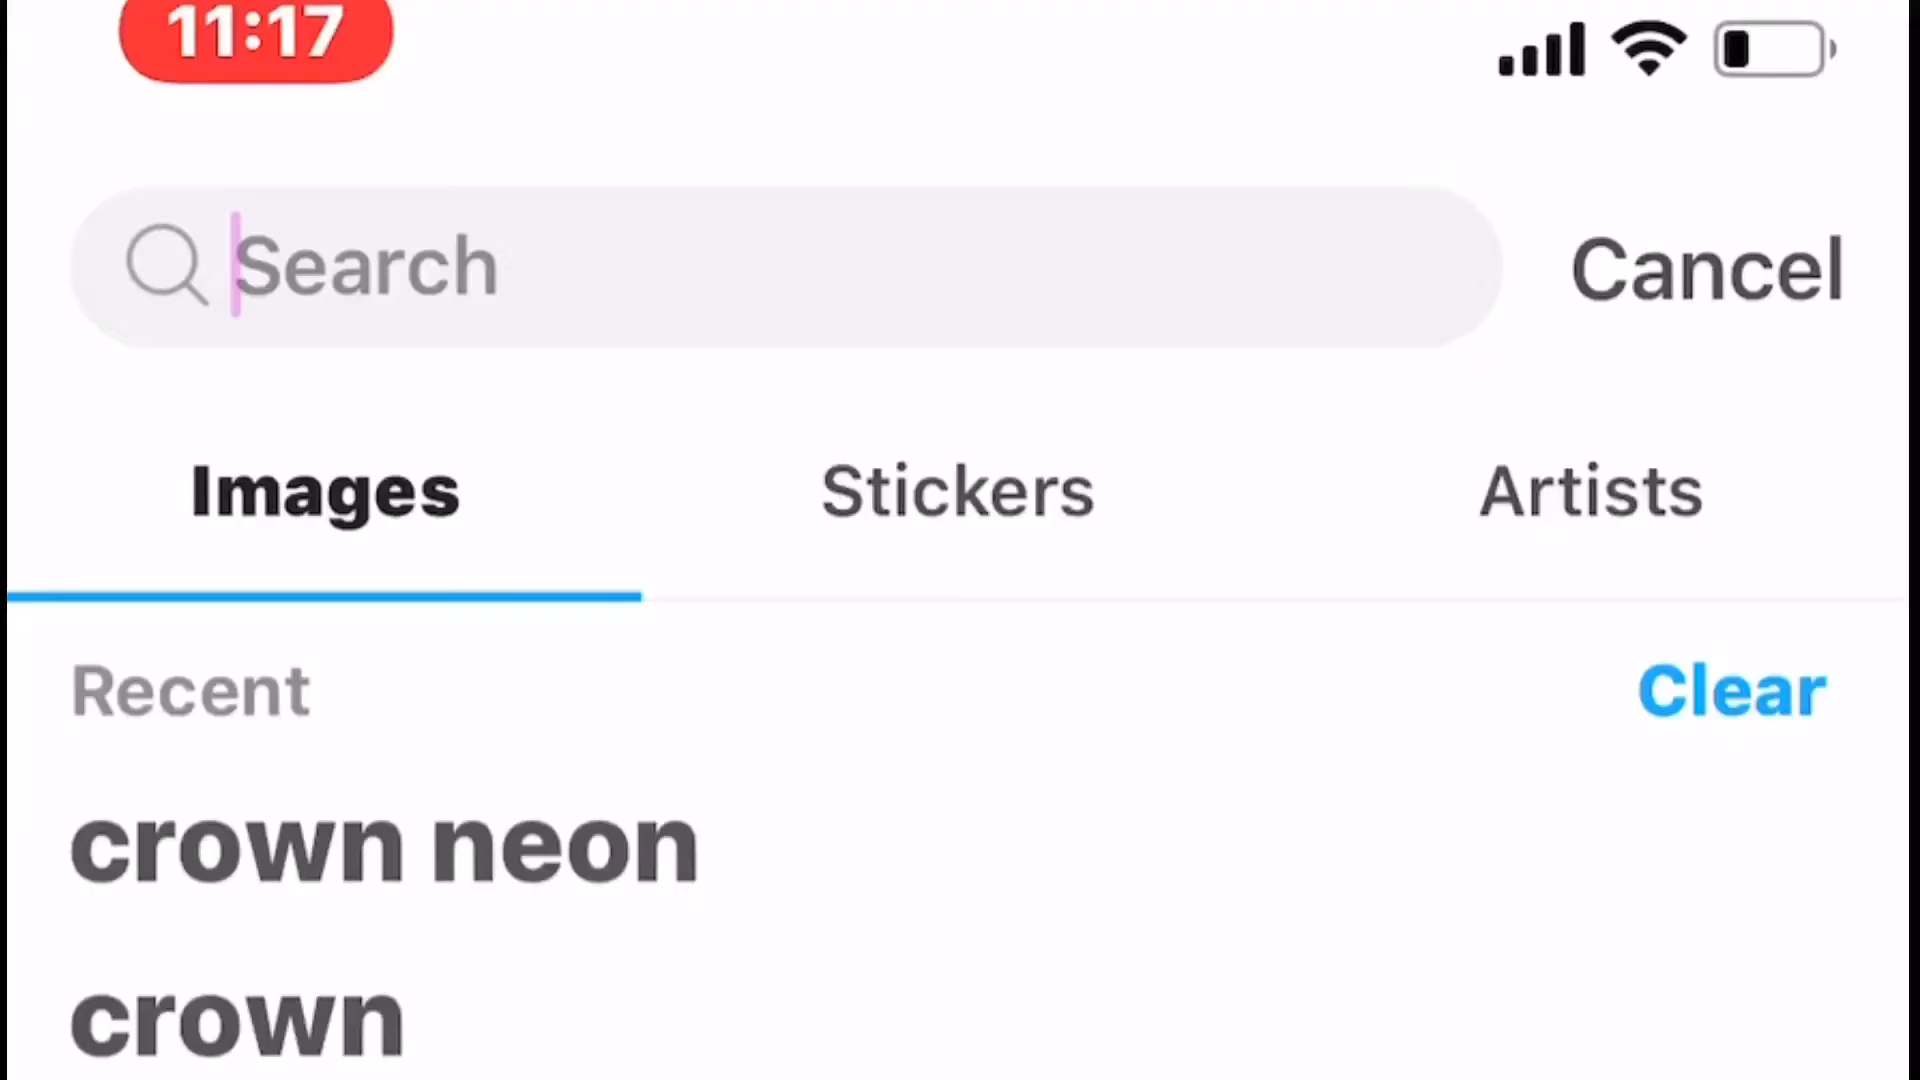 11:17
Search
Cancel
Images
Stickers
Artists
Recent
Clear
crown neon
crown